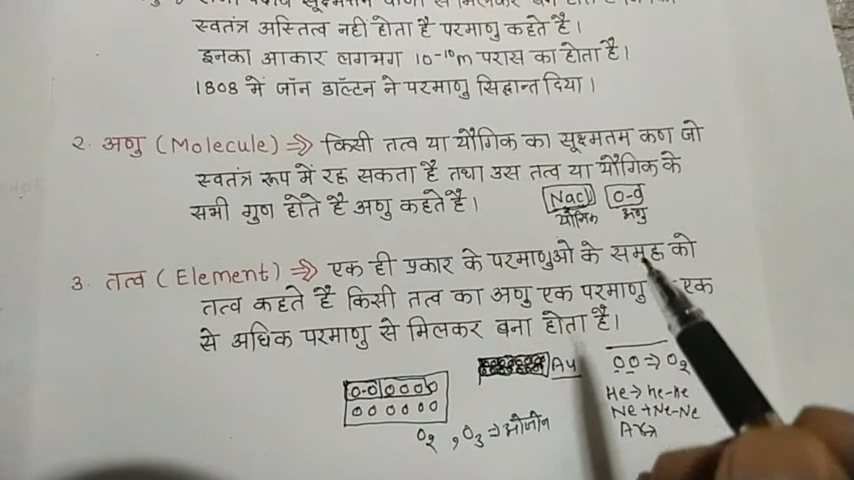 स्वतंत्र अस्तित्व नही होता है परमाणु कहते है।
इनका आकार लगभग 10⁻¹⁰m परास का होता है।
1808 में जॉन डॉल्टन ने परमाणु सिद्धान्त दिया।
2. अणु (Molecule) ⇒ किसी तत्व या यौगिक का सूक्ष्मतम कण जो
स्वतंत्र रूप में रह सकता है तथा उस तत्व या यौगिक के
सभी गुण होते है अणु कहते है।
NaCl
यौगिक
अणु
3. तत्व (Element) ⇒ एक ही प्रकार के परमाणुओ के समूह को
तत्व कहते है किसी तत्व का अणु एक परमाणु एक
से अधिक परमाणु से मिलकर बना होता है।
Au
OO ⇒ O₂
He → He-He
Ne + Ne-Ne
O₂, O₃ ⇒ ओजोन